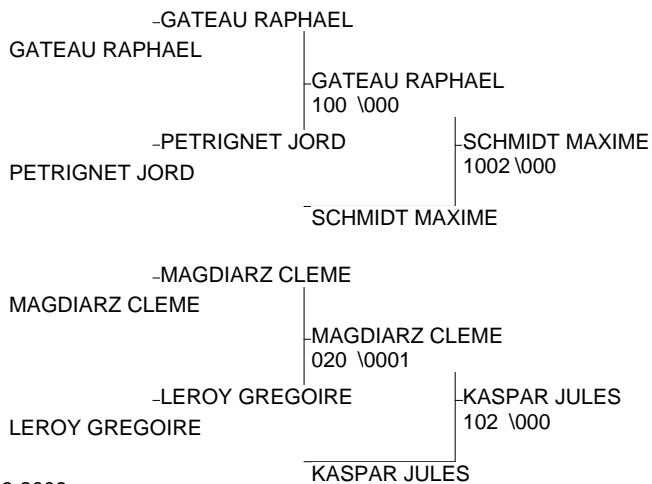 GATEAU RAPHAEL
GATEAU RAPHAEL
GATEAU RAPHAEL
100 \000
PETRIGNET JORD
SCHMIDT MAXIME
1002 \000
PETRIGNET JORD
SCHMIDT MAXIME
MAGDIARZ CLEME
MAGDIARZ CLEME
MAGDIARZ CLEME
020 \0001
LEROY GREGOIRE
KASPAR JULES
102 \000
LEROY GREGOIRE
KASPAR JULES